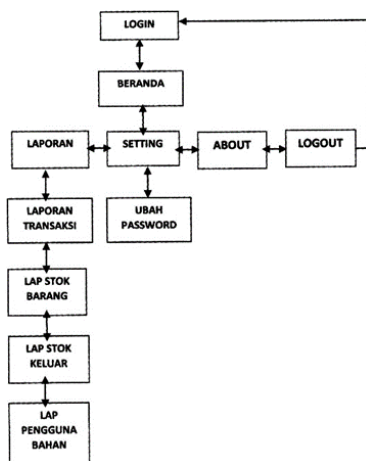 LOGIN
BERANDA
LAPORAN
SETTING
ABOUT
LOGOUT
LAPORAN
TRANSAKSI
UBAH
PASSWORD
LAP STOK
BARANG
LAP STOK
KELUAR
LAP
PENGGUNA
BAHAN